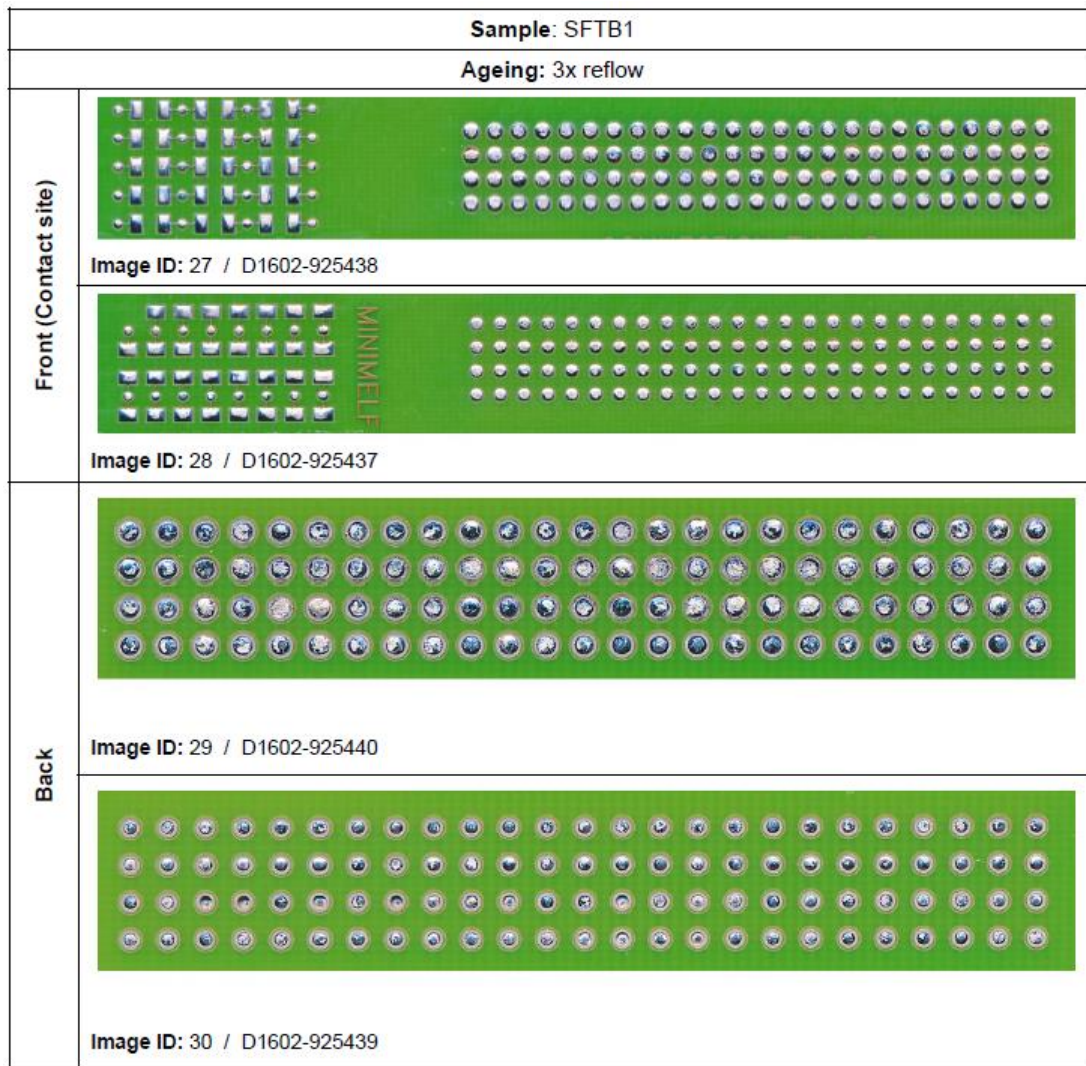 Sample: SFTB1
Ageing: 3x reflow
Front (Contact site)
Image ID: 27 / D1602-925438
MINIMELF
Image ID: 28 / D1602-925437
Back
Image ID: 29 / D1602-925440
Image ID: 30 / D1602-925439